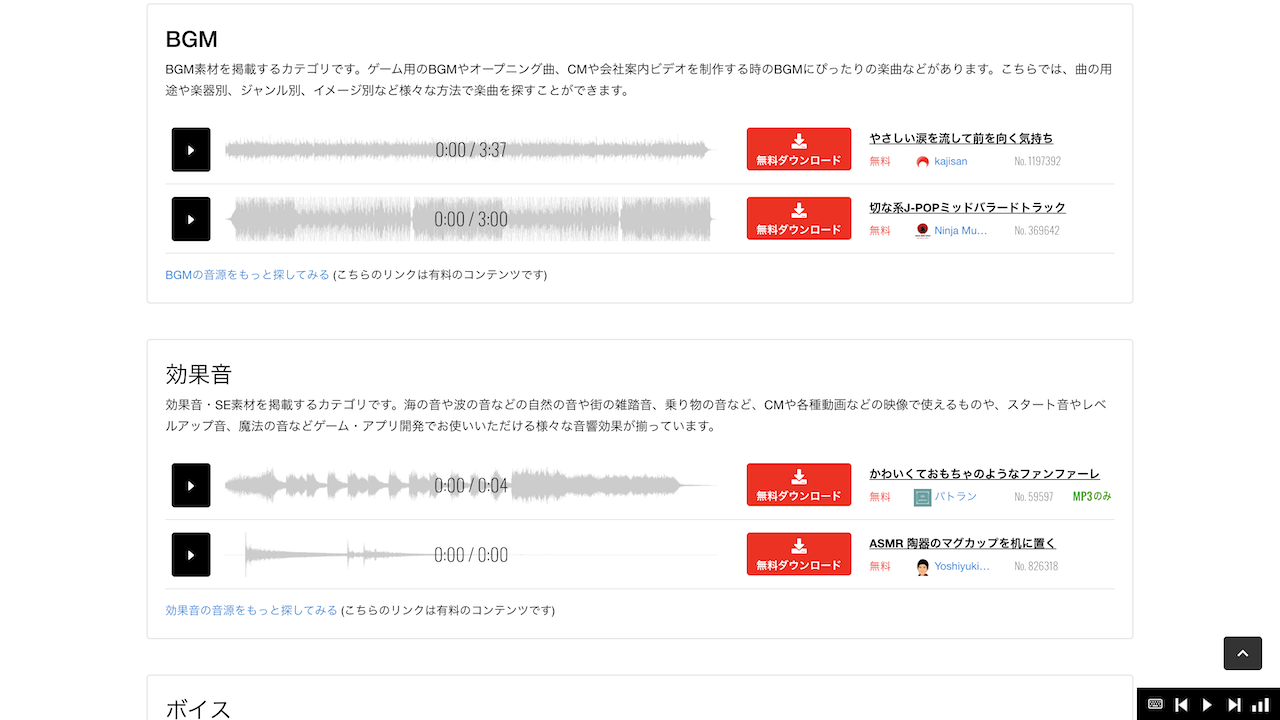 BGM
BGM素材を掲載するカテゴリです。ゲーム用のBGMやオープニング曲、CMや会社案内ビデオを制作する時のBGMにぴったりの楽曲などがあります。こちらでは、曲の用
途や楽器別、ジャンル別、イメージ別など様々な方法で楽曲を探すことができます。
0:00 / 3:37
無料ダウンロード
やさしい涙を流して前を向く気持ち
無料 kajisan No. 1197392
0:00 / 3:00
無料ダウンロード
切な系J-POPミッドバラードトラック
無料 Ninja Mu… No. 369642
BGMの音源をもっと探してみる (こちらのリンクは有料のコンテンツです)
効果音
効果音・SE素材を掲載するカテゴリです。海の音や波の音などの自然の音や街の雑踏音、乗り物の音など、CMや各種動画などの映像で使えるものや、スタート音やレベ
ルアップ音、魔法の音などゲーム・アプリ開発でお使いいただける様々な音響効果が揃っています。
0:00 / 0:04
無料ダウンロード
かわいくておもちゃのようなファンファーレ
無料 パトラン No. 59597 MP3のみ
0:00 / 0:00
無料ダウンロード
ASMR 陶器のマグカップを机に置く
無料 Yoshiyuki… No. 826318
効果音の音源をもっと探してみる (こちらのリンクは有料のコンテンツです)
ボイス